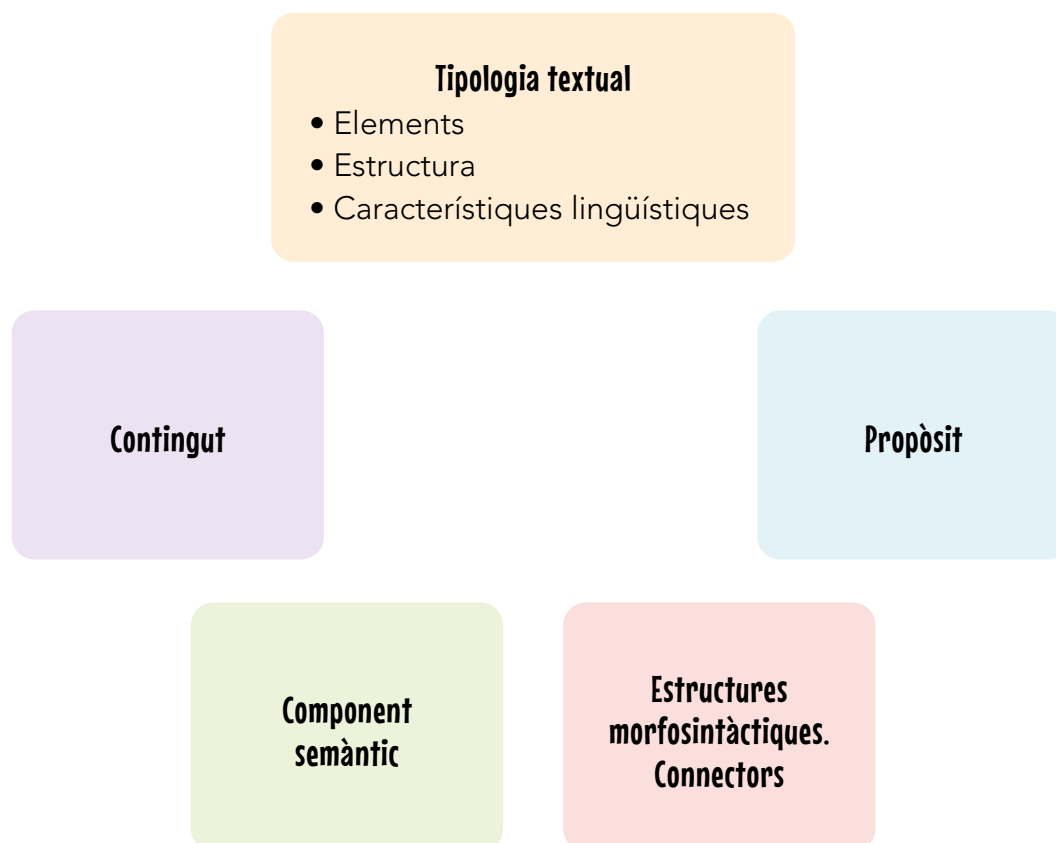 Tipologia textual
• Elements
• Estructura
• Característiques lingüístiques
Contingut
Propòsit
Component
semàntic
Estructures
morfosintàctiques.
Connectors